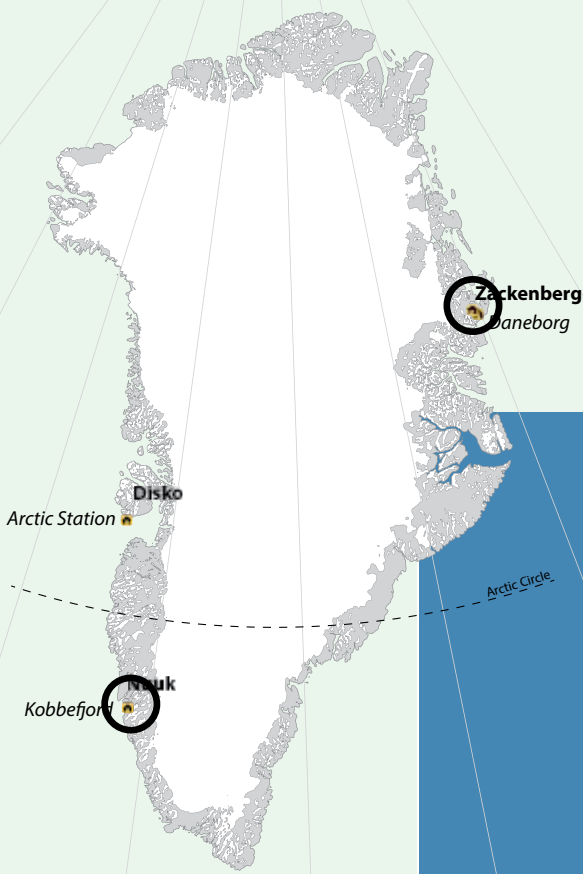 Zackenberg
Daneborg
Disko
Arctic Station
Arctic Circle
Nuuk
Kobbefjord